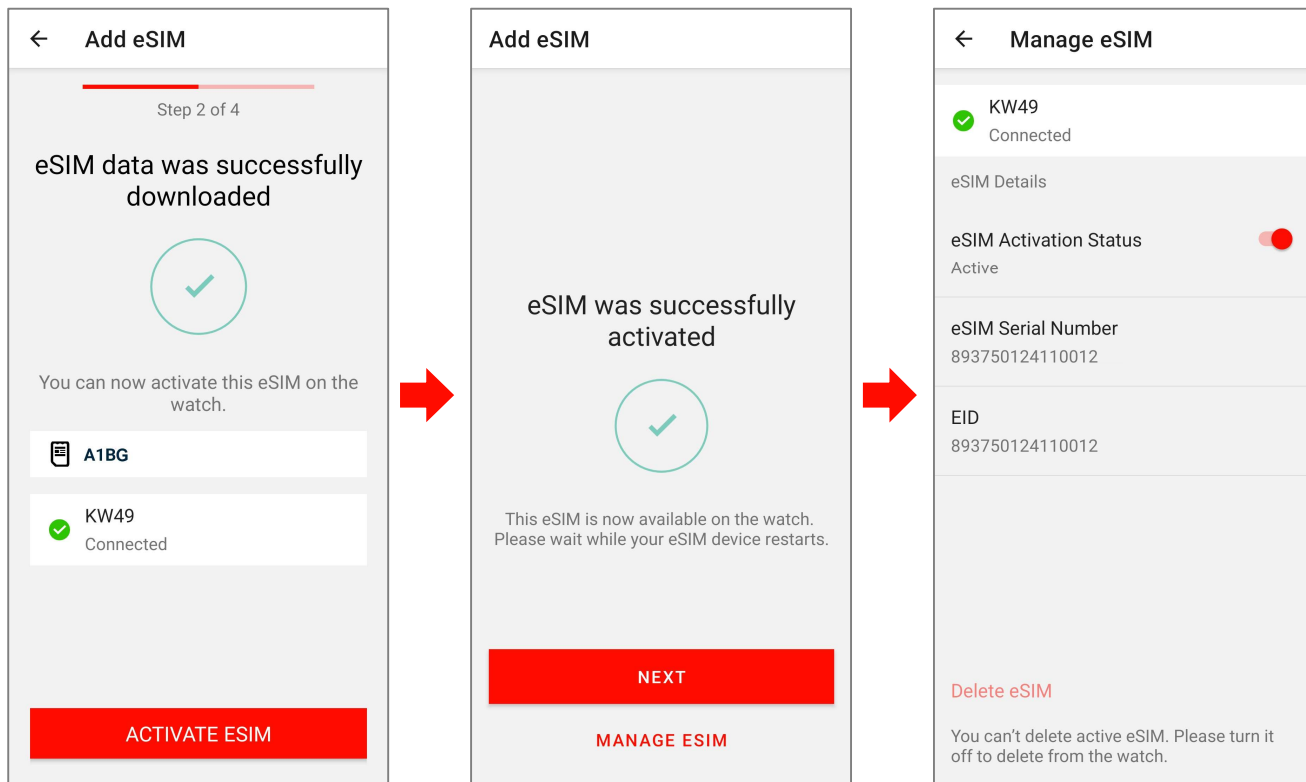 Add eSIM
Step 2 of 4
eSIM data was successfully
downloaded
You can now activate this eSIM on the
watch.
A1BG
KW49
Connected
ACTIVATE ESIM
Add eSIM
eSIM was successfully
activated
This eSIM is now available on the watch.
Please wait while your eSIM device restarts.
NEXT
MANAGE ESIM
Manage eSIM
KW49
Connected
eSIM Details
eSIM Activation Status
Active
eSIM Serial Number
893750124110012
EID
893750124110012
Delete eSIM
You can’t delete active eSIM. Please turn it
off to delete from the watch.